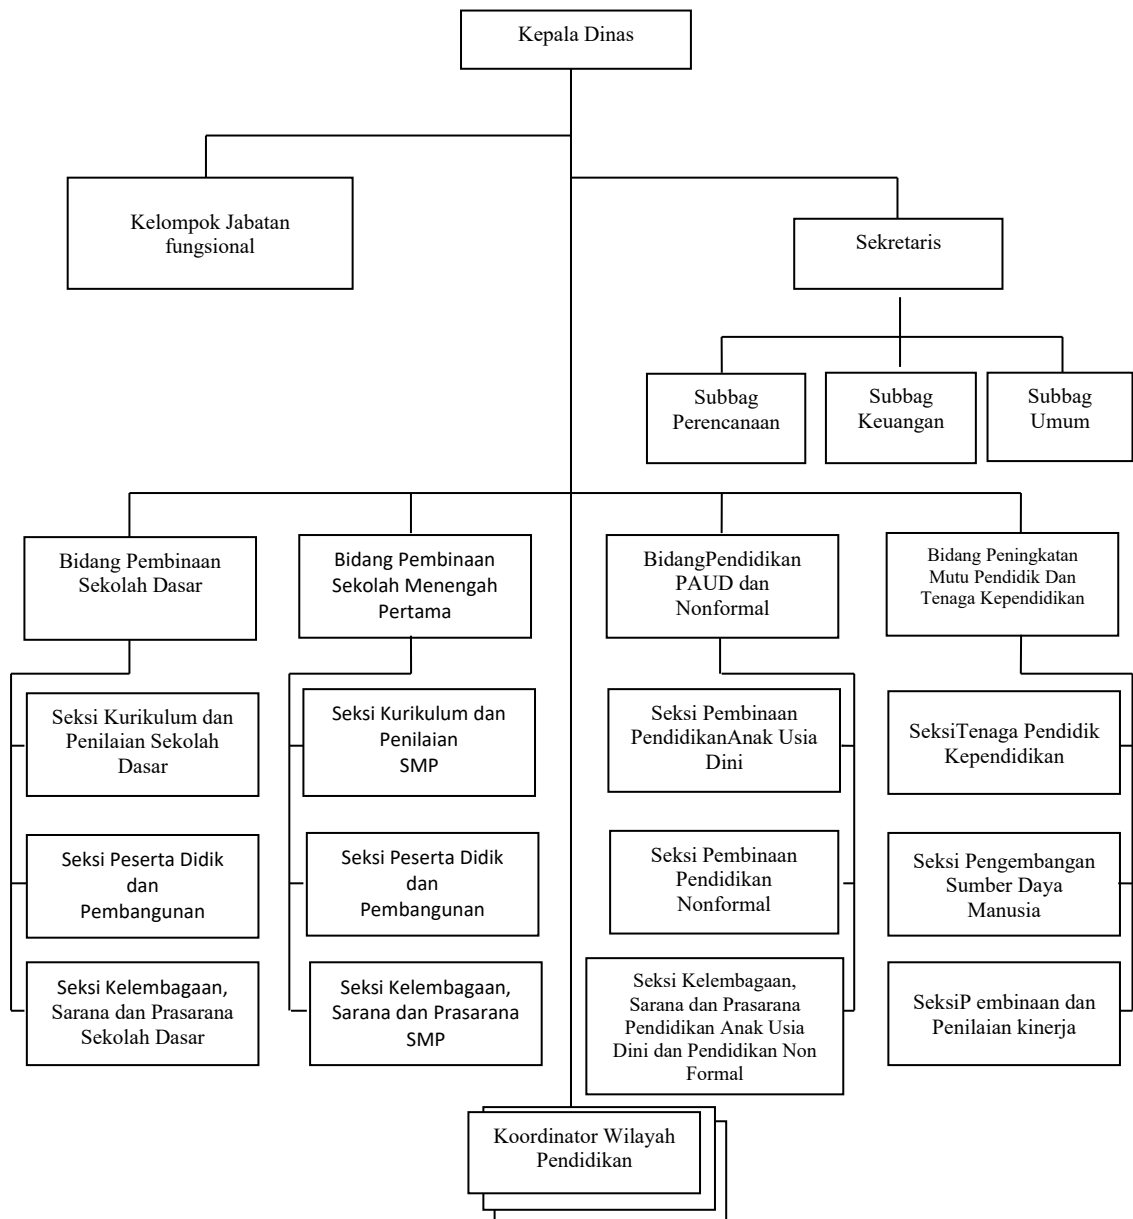 Kepala Dinas
Kelompok Jabatan
fungsional
Sekretaris
Subbag
Perencanaan
Subbag
Keuangan
Subbag
Umum
Bidang Pembinaan
Sekolah Dasar
Bidang Pembinaan
Sekolah Menengah
Pertama
BidangPendidikan
PAUD dan
Nonformal
Bidang Peningkatan
Mutu Pendidik Dan
Tenaga Kependidikan
Seksi Kurikulum dan
Penilaian Sekolah
Dasar
Seksi Kurikulum dan
Penilaian
SMP
Seksi Pembinaan
PendidikanAnak Usia
Dini
SeksiTenaga Pendidik
Kependidikan
Seksi Peserta Didik
dan
Pembangunan
Seksi Peserta Didik
dan
Pembangunan
Seksi Pembinaan
Pendidikan
Nonformal
Seksi Pengembangan
Sumber Daya
Manusia
Seksi Kelembagaan,
Sarana dan Prasarana
Sekolah Dasar
Seksi Kelembagaan,
Sarana dan Prasarana
SMP
Seksi Kelembagaan,
Sarana dan Prasarana
Pendidikan Anak Usia
Dini dan Pendidikan Non
Formal
SeksiP embinaan dan
Penilaian kinerja
Koordinator Wilayah
Pendidikan